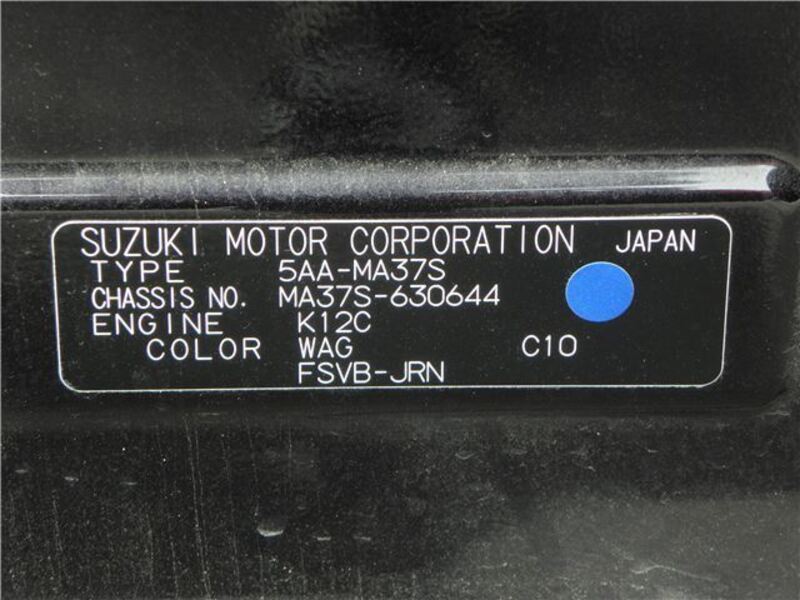 SUZUKI MOTOR CORPORATION JAPAN
TYPE 5AA-MA37S
CHASSIS NO. MA37S-630644
ENGINE K12C
COLOR WAG C10
FSVB-JRN